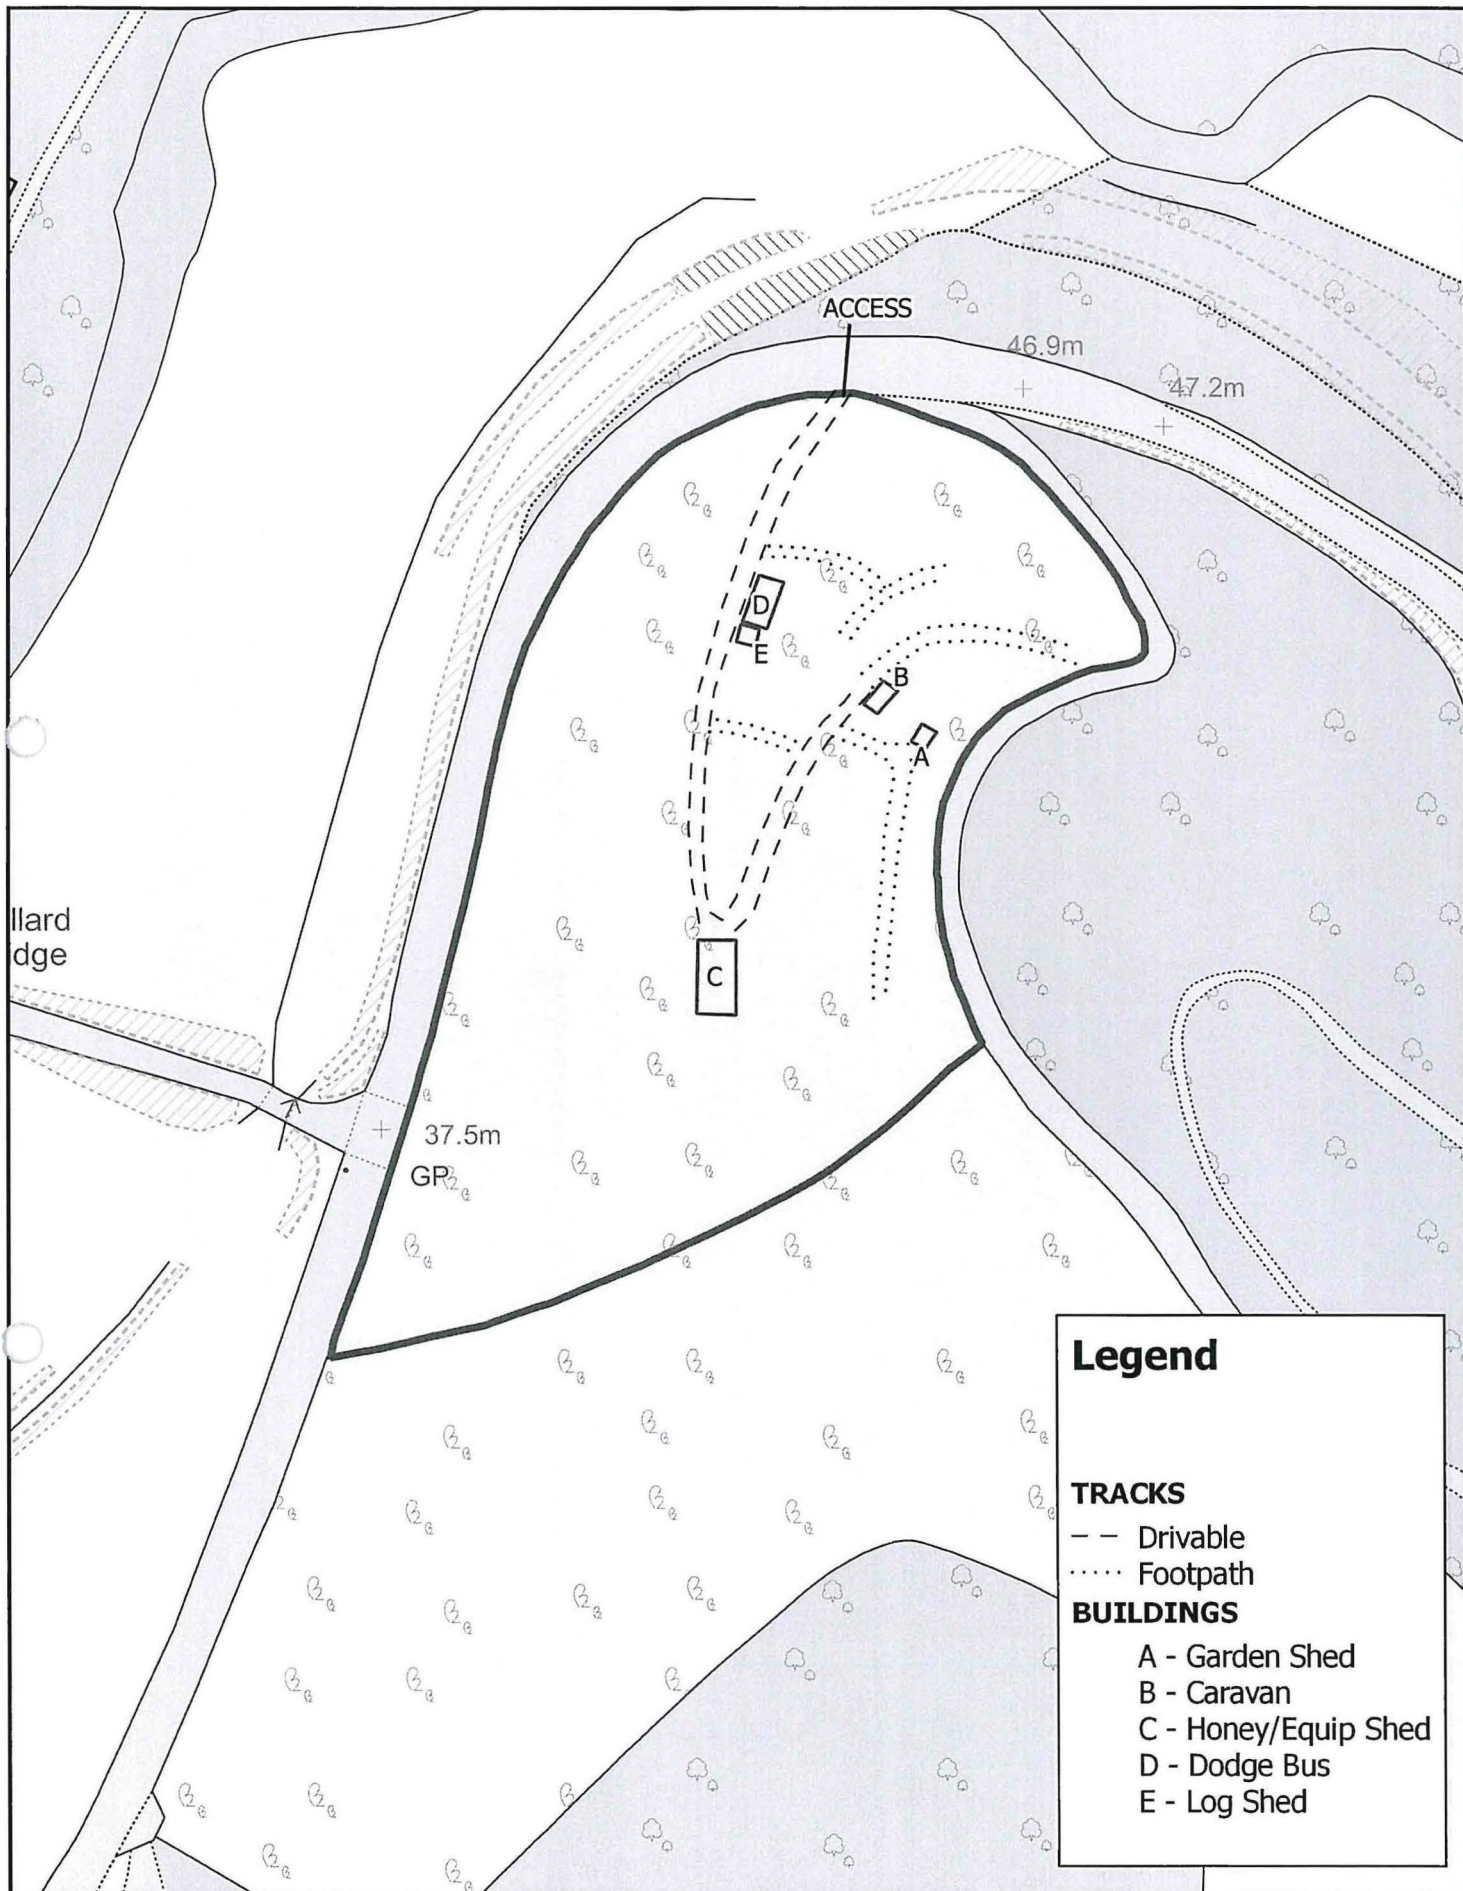 ACCESS
46.9m
47.2m
D
E
B
A
llard
dge
C
37.5m
GP
Legend
TRACKS
Drivable
Footpath
BUILDINGS
A - Garden Shed
B - Caravan
C - Honey/Equip Shed
D - Dodge Bus
E - Log Shed